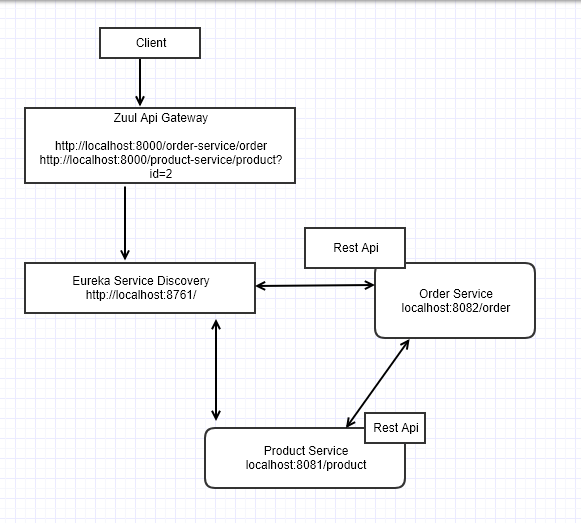 Client
Zuul Api Gateway
http://localhost:8000/order-service/order
http://localhost:8000/product-service/product?
id=2
Rest Api
Eureka Service Discovery
http://localhost:8761/
Order Service
localhost:8082/order
Rest Api
Product Service
localhost:8081/product